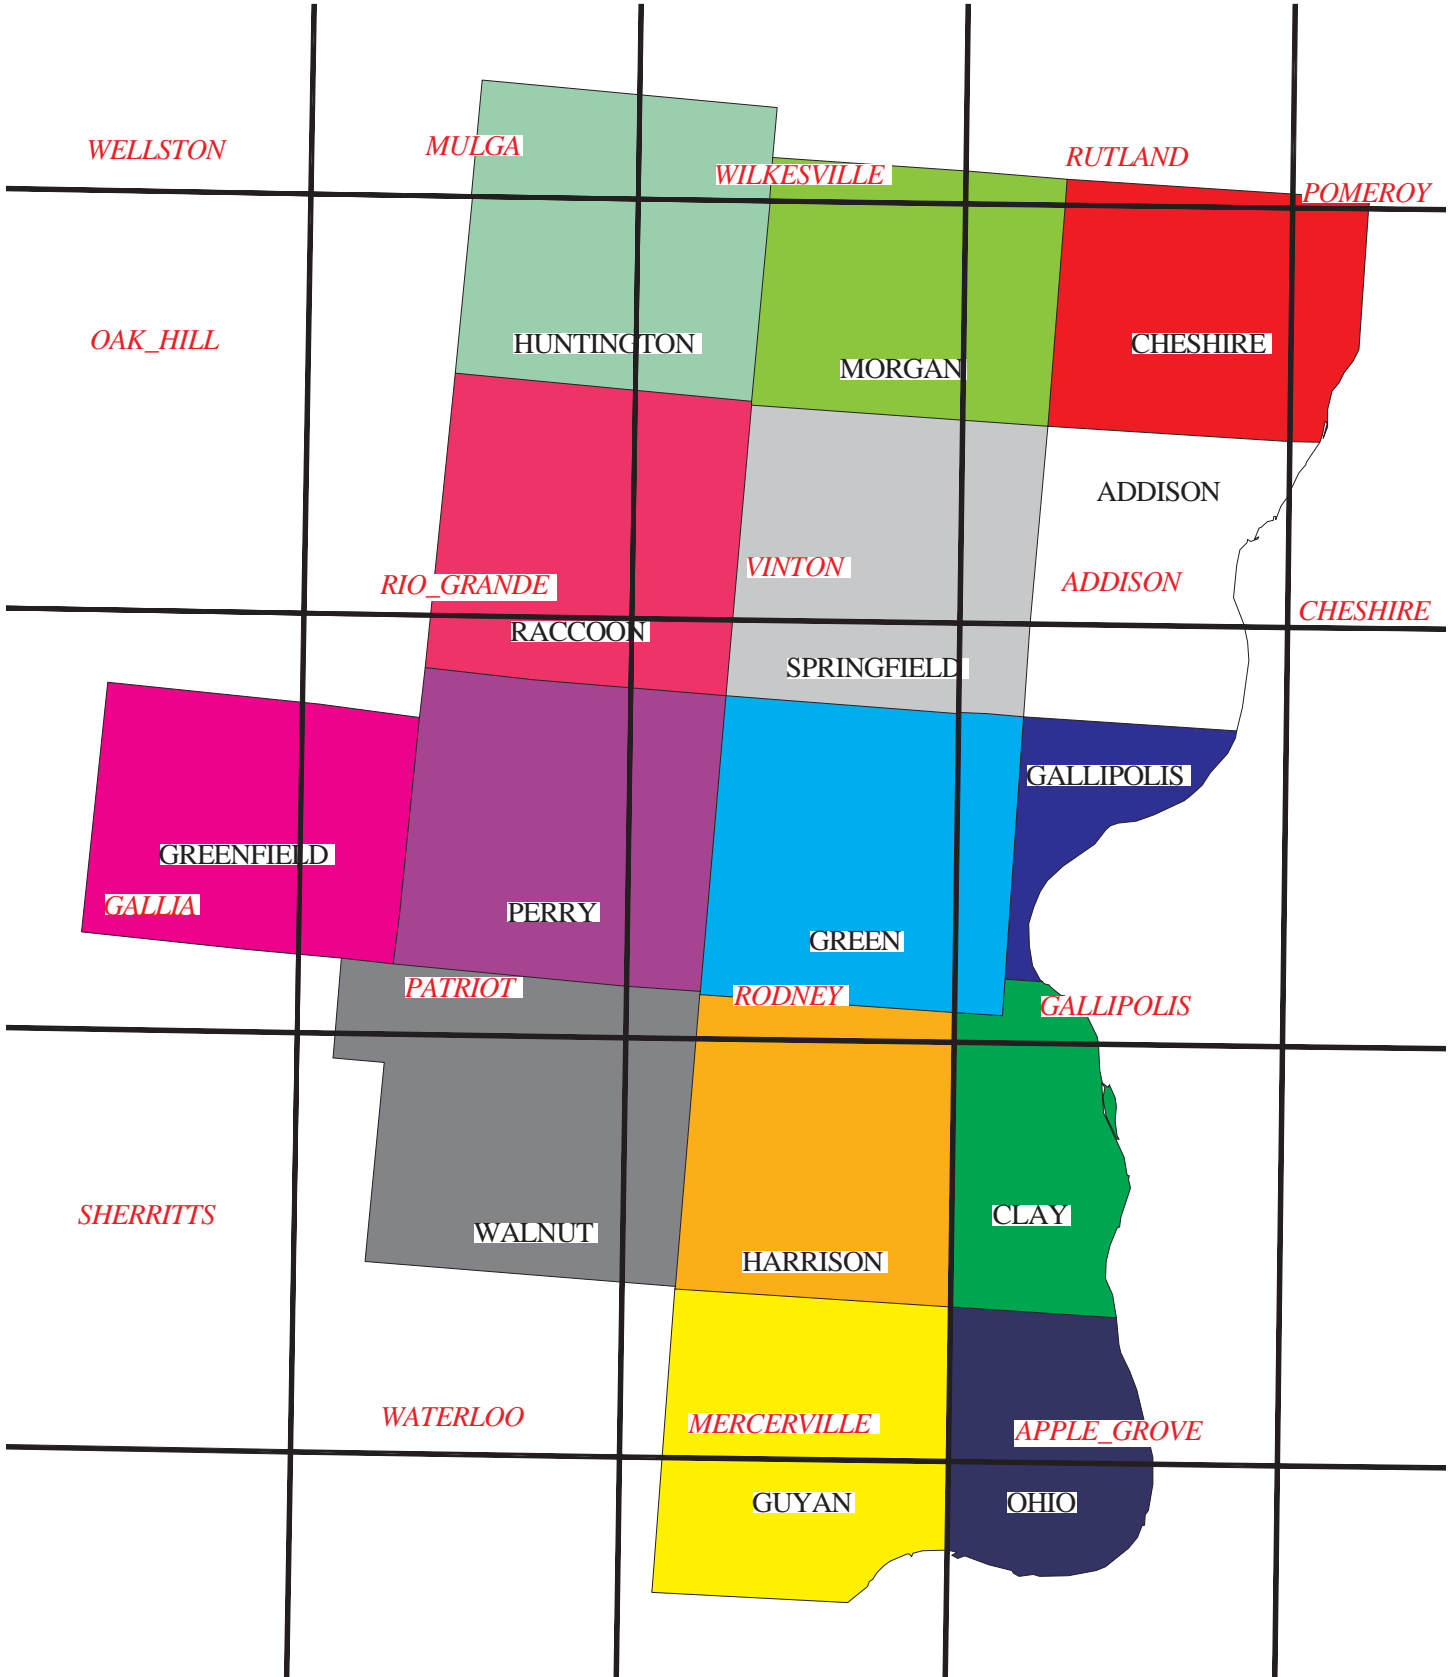 WELLSTON
MULGA
WILKESVILLE
RUTLAND
POMEROY
OAK_HILL
HUNTINGTON
MORGAN
CHESHIRE
ADDISON
RIO_GRANDE
VINTON
ADDISON
CHESHIRE
RACCOON
SPRINGFIELD
GALLIPOLIS
GREENFIELD
GALLIA
PERRY
GREEN
PATRIOT
RODNEY
GALLIPOLIS
SHERRITTS
WALNUT
HARRISON
CLAY
WATERLOO
MERCERVILLE
APPLE_GROVE
GUYAN
OHIO